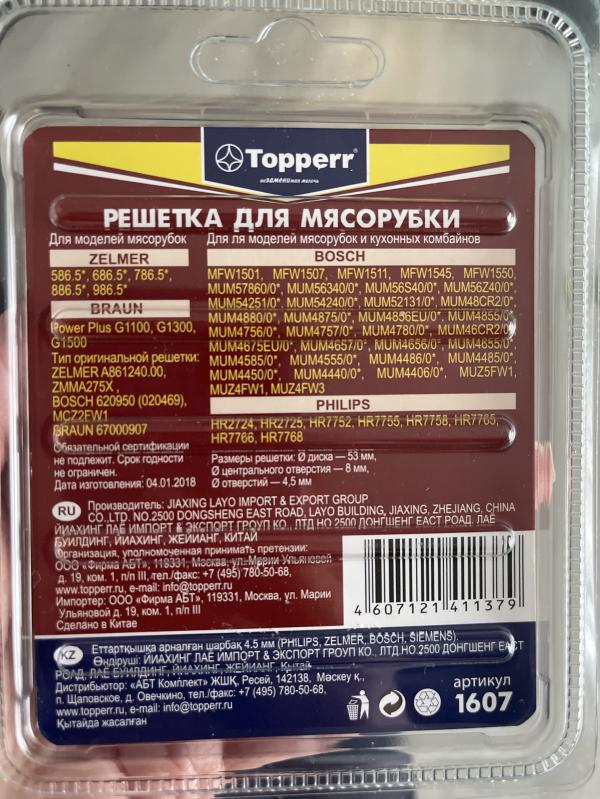 Topperr
незаменимая мелочь
РЕШЕТКА ДЛЯ МЯСОРУБКИ
Для моделей мясорубок
ZELMER
586.5*, 686.5*, 786.5*,
886.5*, 986.5*
BRAUN
Power Plus G1100, G1300,
G1500
Тип оригинальной решетки:
ZELMER A861240.00,
ZMMA275X ,
BOSCH 620950 (020469),
MCZ2FW1
BRAUN 67000907
Обязательной сертификации
не подлежит. Срок годности
не ограничен.
Дата изготовления: 04.01.2018
Для ля моделей мясорубок и кухонных комбайнов
BOSCH
MFW1501, MFW1507, MFW1511, MFW1545, MFW1550,
MUM57860/0*, MUM56340/0*, MUM56S40/0*, MUM56Z40/0*,
MUM54251/0*, MUM54240/0*, MUM52131/0*, MUM48CR2/0*,
MUM4880/0*, MUM4875/0*, MUM4856EU/0*, MUM4855/0*,
MUM4756/0*, MUM4757/0*, MUM4780/0*, MUM46CR2/0*,
MUM4675EU/0*, MUM4657/0*, MUM4656/0*, MUM4655/0*,
MUM4585/0*, MUM4555/0*, MUM4486/0*, MUM4485/0*,
MUM4450/0*, MUM4440/0*, MUM4406/0*, MUZ5FW1,
MUZ4FW1, MUZ4FW3
PHILIPS
HR2724, HR2725, HR7752, HR7755, HR7758, HR7765,
HR7766, HR7768
Размеры решетки: Ø диска — 53 мм,
Ø центрального отверстия — 8 мм,
Ø отверстий — 4,5 мм
RU
Производитель: JIAXING LAYO IMPORT & EXPORT GROUP
CO.,LTD. NO.2500 DONGSHENG EAST ROAD, LAYO BUILDING, JIAXING, ZHEJIANG, CHINA
ЙИАХИНГ ЛАЕ ИМПОРТ & ЭКСПОРТ ГРОУП КО., ЛТД НО 2500 ДОНГШЕНГ ЕАСТ РОАД. ЛАЕ
БУИЛДИНГ, ЙИАХИНГ, ЖЕЙИАНГ, КИТАЙ
Организация, уполномоченная принимать претензии:
ООО «Фирма АБТ», 119331, Москва, ул. Марии Ульяновой
д. 19, ком. 1, п/п III, тел./факс: +7 (495) 780-50-68,
www.topperr.ru, e-mail: info@topperr.ru
Импортер: ООО «Фирма АБТ», 119331, Москва, ул. Марии
Ульяновой д. 19, ком. 1, п/п III
Сделано в Китае
4 607121 411379
KZ
Еттартқышқа арналған шарбақ 4.5 мм (PHILIPS, ZELMER, BOSCH, SIEMENS).
Өндіруші: ЙИАХИНГ ЛАЕ ИМПОРТ & ЭКСПОРТ ГРОУП КО., ЛТД.НО 2500 ДОНГШЕНГ ЕАСТ
РОАД, ЛАЕ БУИЛДИНГ, ЙИАХИНГ, ЖЕЙИАНГ, Қытай
Дистрибьютор: «АБТ Комплект» ЖШҚ, Ресей, 142138, Мәскеу қ.,
п. Щаповское, д. Овечкино, тел./факс: +7 (495) 780-50-68,
www.topperr.ru, e-mail: info@topperr.ru
Қытайда жасалған
артикул
1607